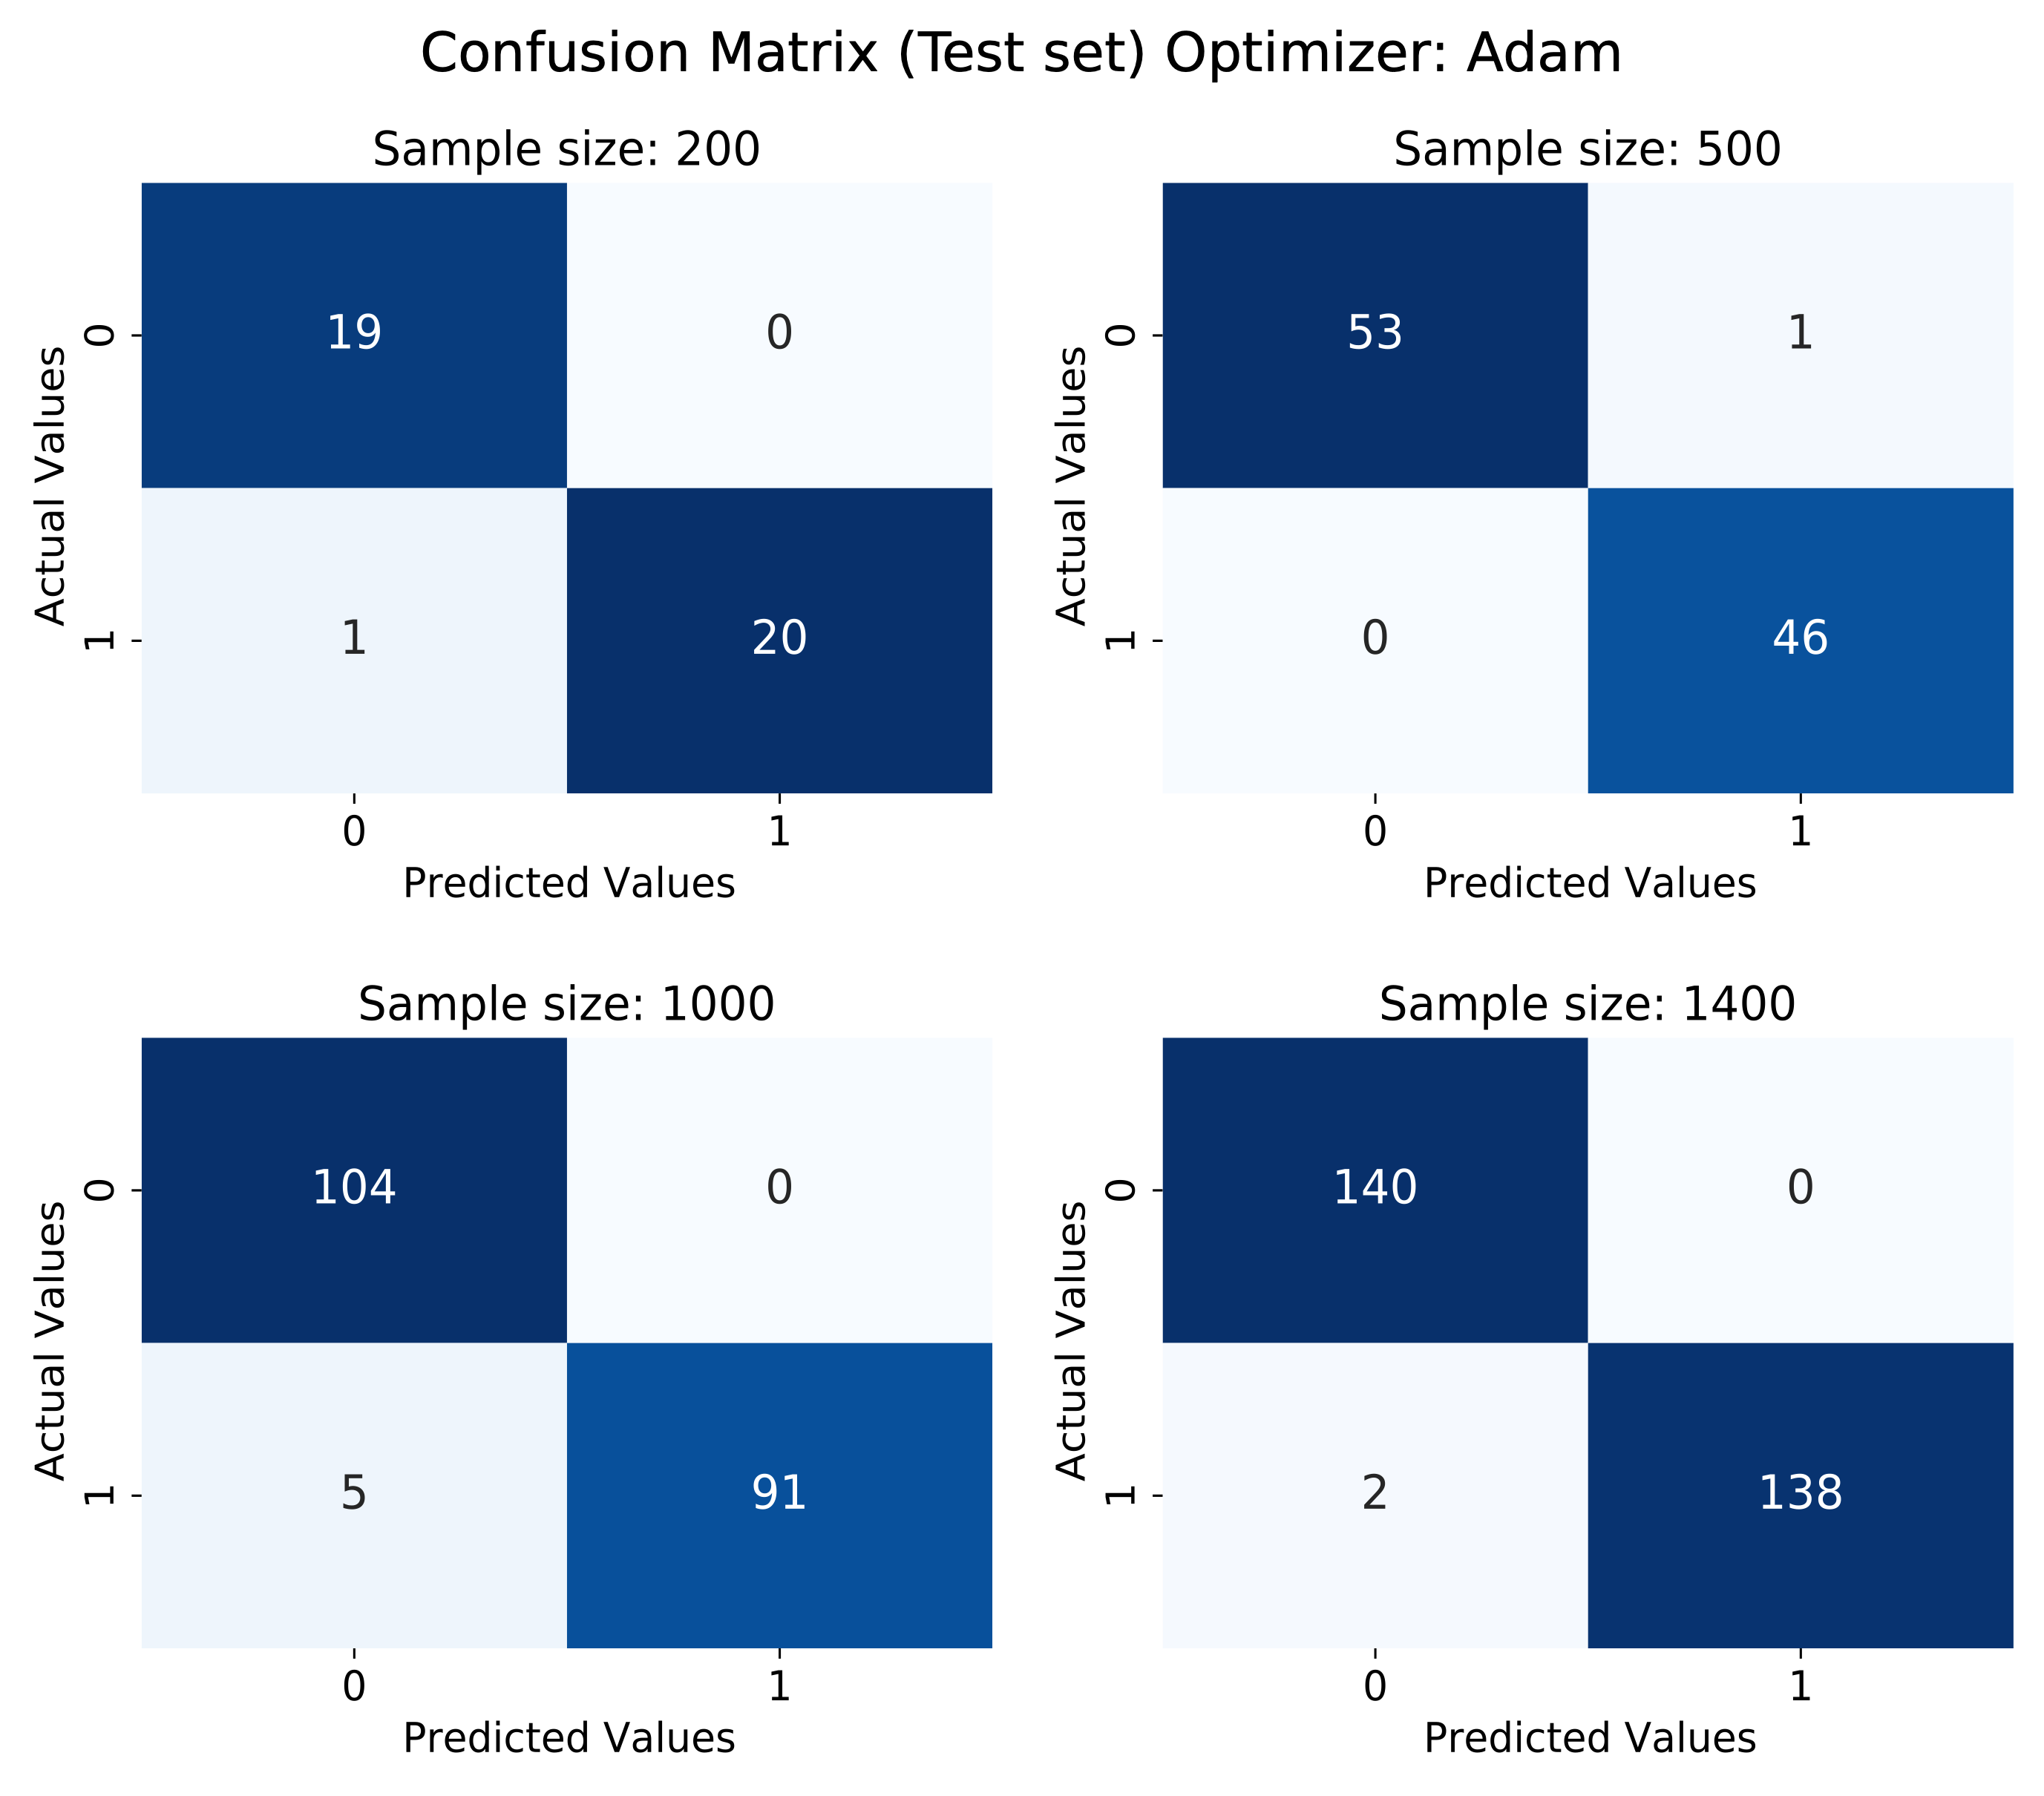 Confusion Matrix (Test set) Optimizer: Adam
Sample size: 200
Actual Values
0
19
0
1
1
20
0
1
Predicted Values
Sample size: 500
Actual Values
0
53
1
1
0
46
0
1
Predicted Values
Sample size: 1000
Actual Values
0
104
0
1
5
91
0
1
Predicted Values
Sample size: 1400
Actual Values
0
140
0
1
2
138
0
1
Predicted Values